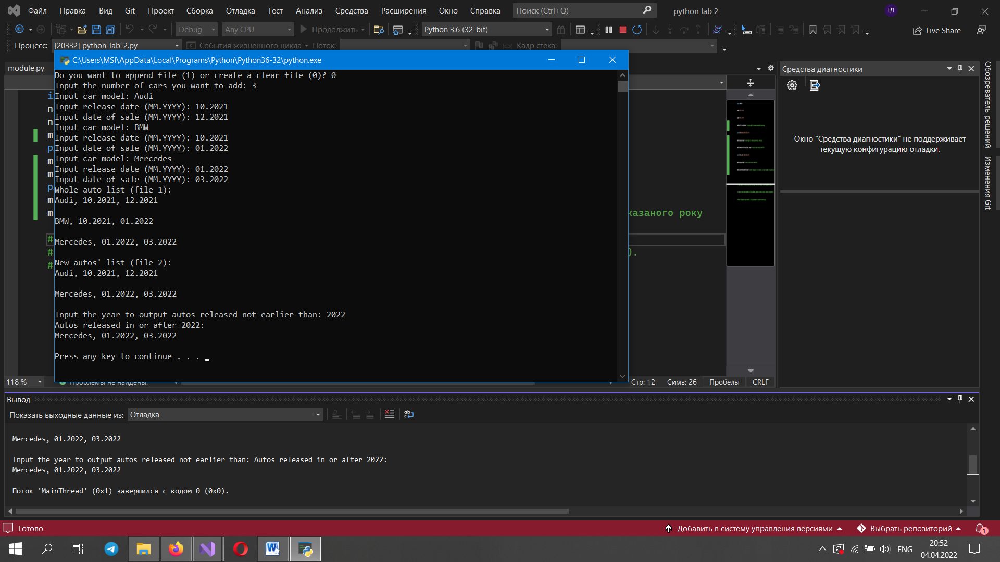 Файл Правка Вид Git Проект Сборка Отладка Тест Анализ Средства Расширения Окно Справка Поиск (Ctrl+Q) python lab 2 ІЛ
Debug Any CPU Продолжить Python 3.6 (32-bit) Live Share
Процесс: [20332] python_lab_2.py События жизненного цикла Поток: Кадр стека:
module.py
C:\Users\MSI\AppData\Local\Programs\Python\Python36-32\python.exe
Do you want to append file (1) or create a clear file (0)? 0
Input the number of cars you want to add: 3
Input car model: Audi
Input release date (MM.YYYY): 10.2021
Input date of sale (MM.YYYY): 12.2021
Input car model: BMW
Input release date (MM.YYYY): 10.2021
Input date of sale (MM.YYYY): 01.2022
Input car model: Mercedes
Input release date (MM.YYYY): 01.2022
Input date of sale (MM.YYYY): 03.2022
Whole auto list (file 1):
Audi, 10.2021, 12.2021
BMW, 10.2021, 01.2022
Mercedes, 01.2022, 03.2022
New autos' list (file 2):
Audi, 10.2021, 12.2021
Mercedes, 01.2022, 03.2022
Input the year to output autos released not earlier than: 2022
Autos released in or after 2022:
Mercedes, 01.2022, 03.2022
Press any key to continue . . .
#
#
#
казаного року
).
Средства диагностики
Окно "Средства диагностики" не поддерживает
текущую конфигурацию отладки.
Обозреватель решений
Изменения Git
118 % Проблемы не найдены. Стр: 12 Симв: 26 Пробелы CRLF
Вывод
Показать выходные данные из: Отладка
Mercedes, 01.2022, 03.2022
Input the year to output autos released not earlier than: Autos released in or after 2022:
Mercedes, 01.2022, 03.2022
Поток 'MainThread' (0x1) завершился с кодом 0 (0x0).
Готово Добавить в систему управления версиями Выбрать репозиторий 1
ENG 20:52
04.04.2022